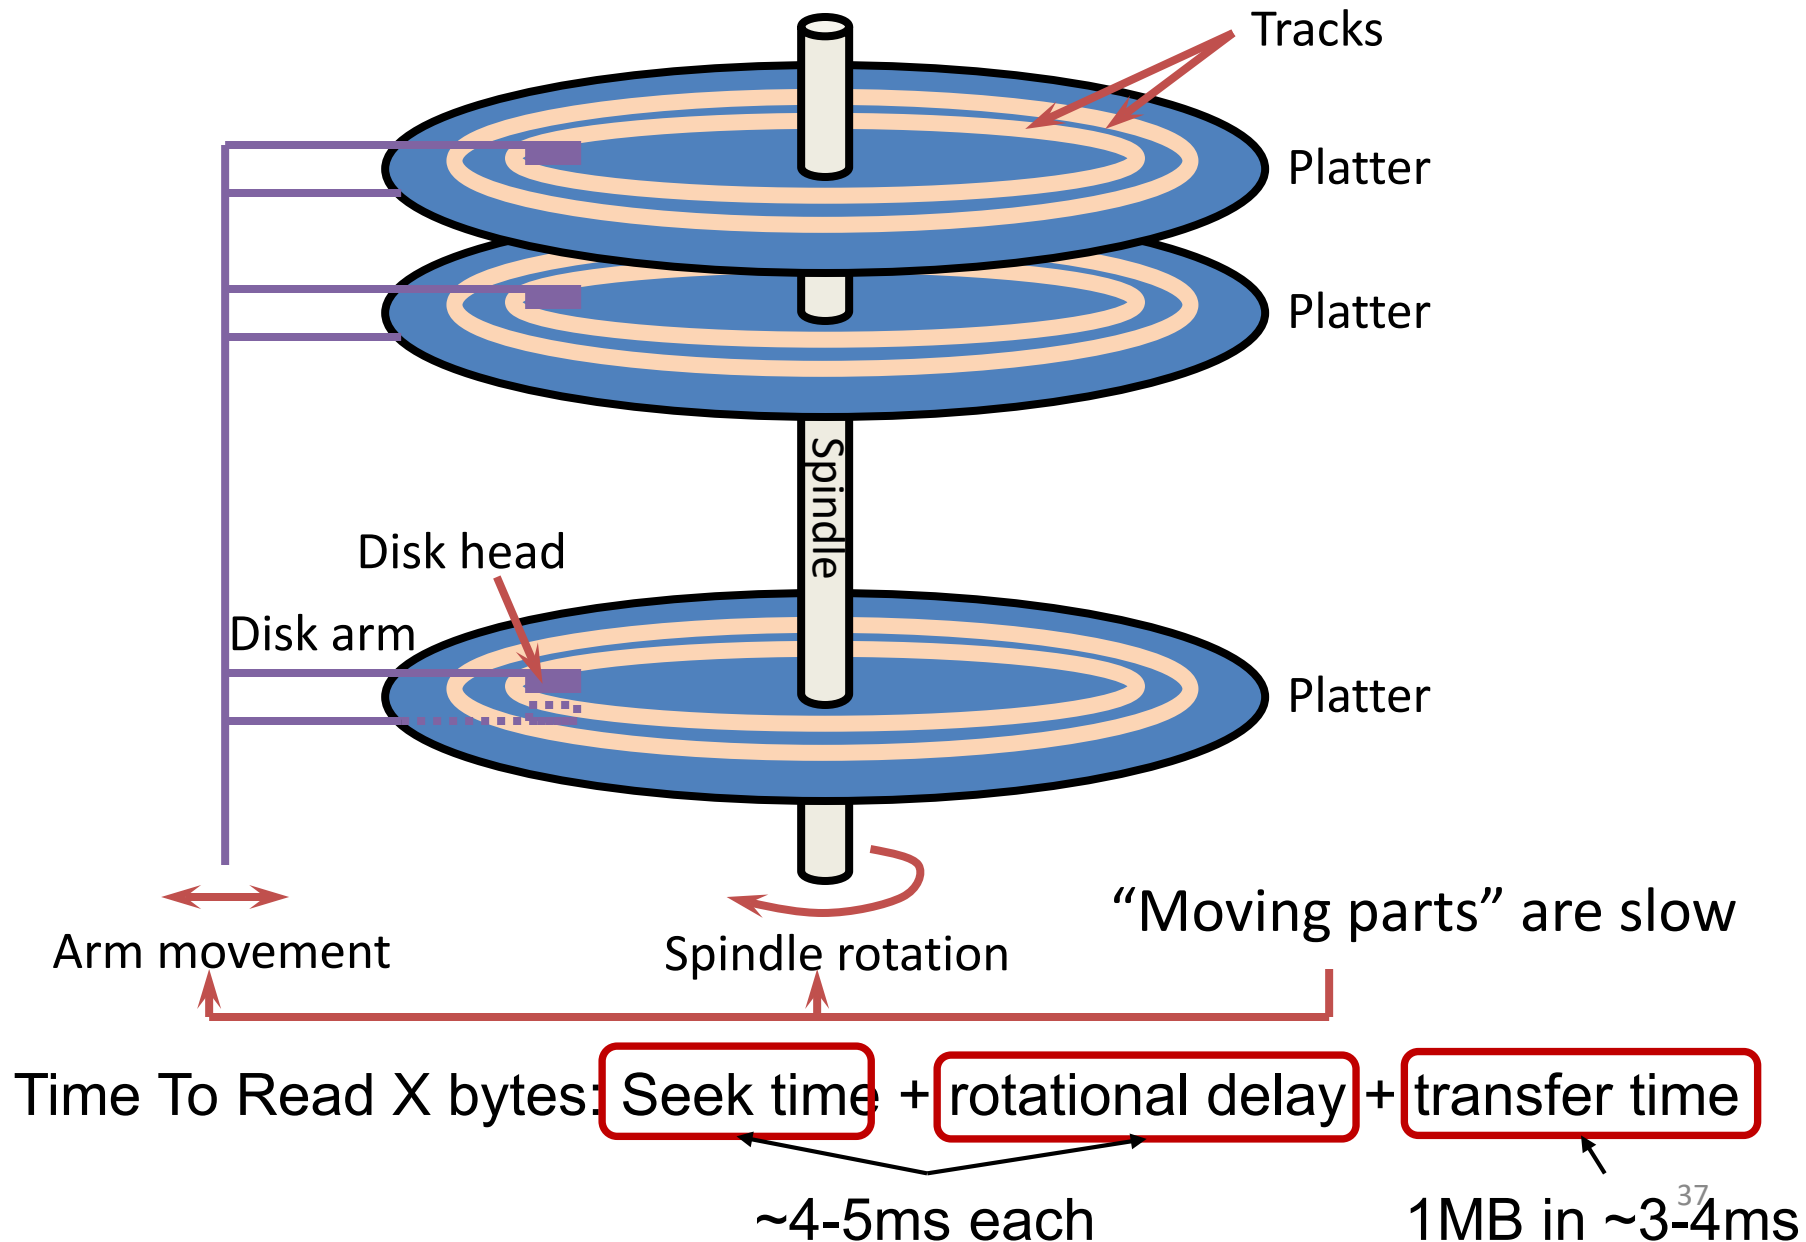 Tracks
Platter
Platter
Spindle
Disk head
Disk arm
Platter
“Moving parts” are slow
Arm movement
Spindle rotation
Time To Read X bytes: Seek time + rotational delay + transfer time
~4-5ms each
1MB in ~3-4ms
37